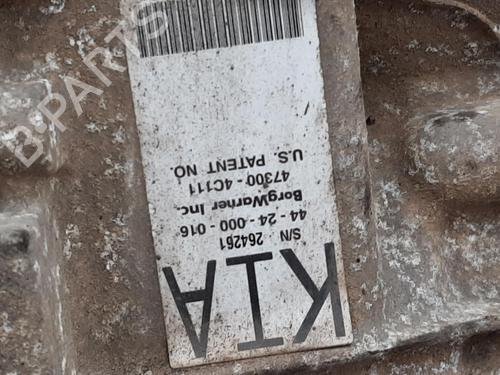 KIA
S/N 264261
44 - 24 - 000 - 016
BorgWarner Inc.
47300 - 4C111
U.S. PATENT NO.
B-PARTS